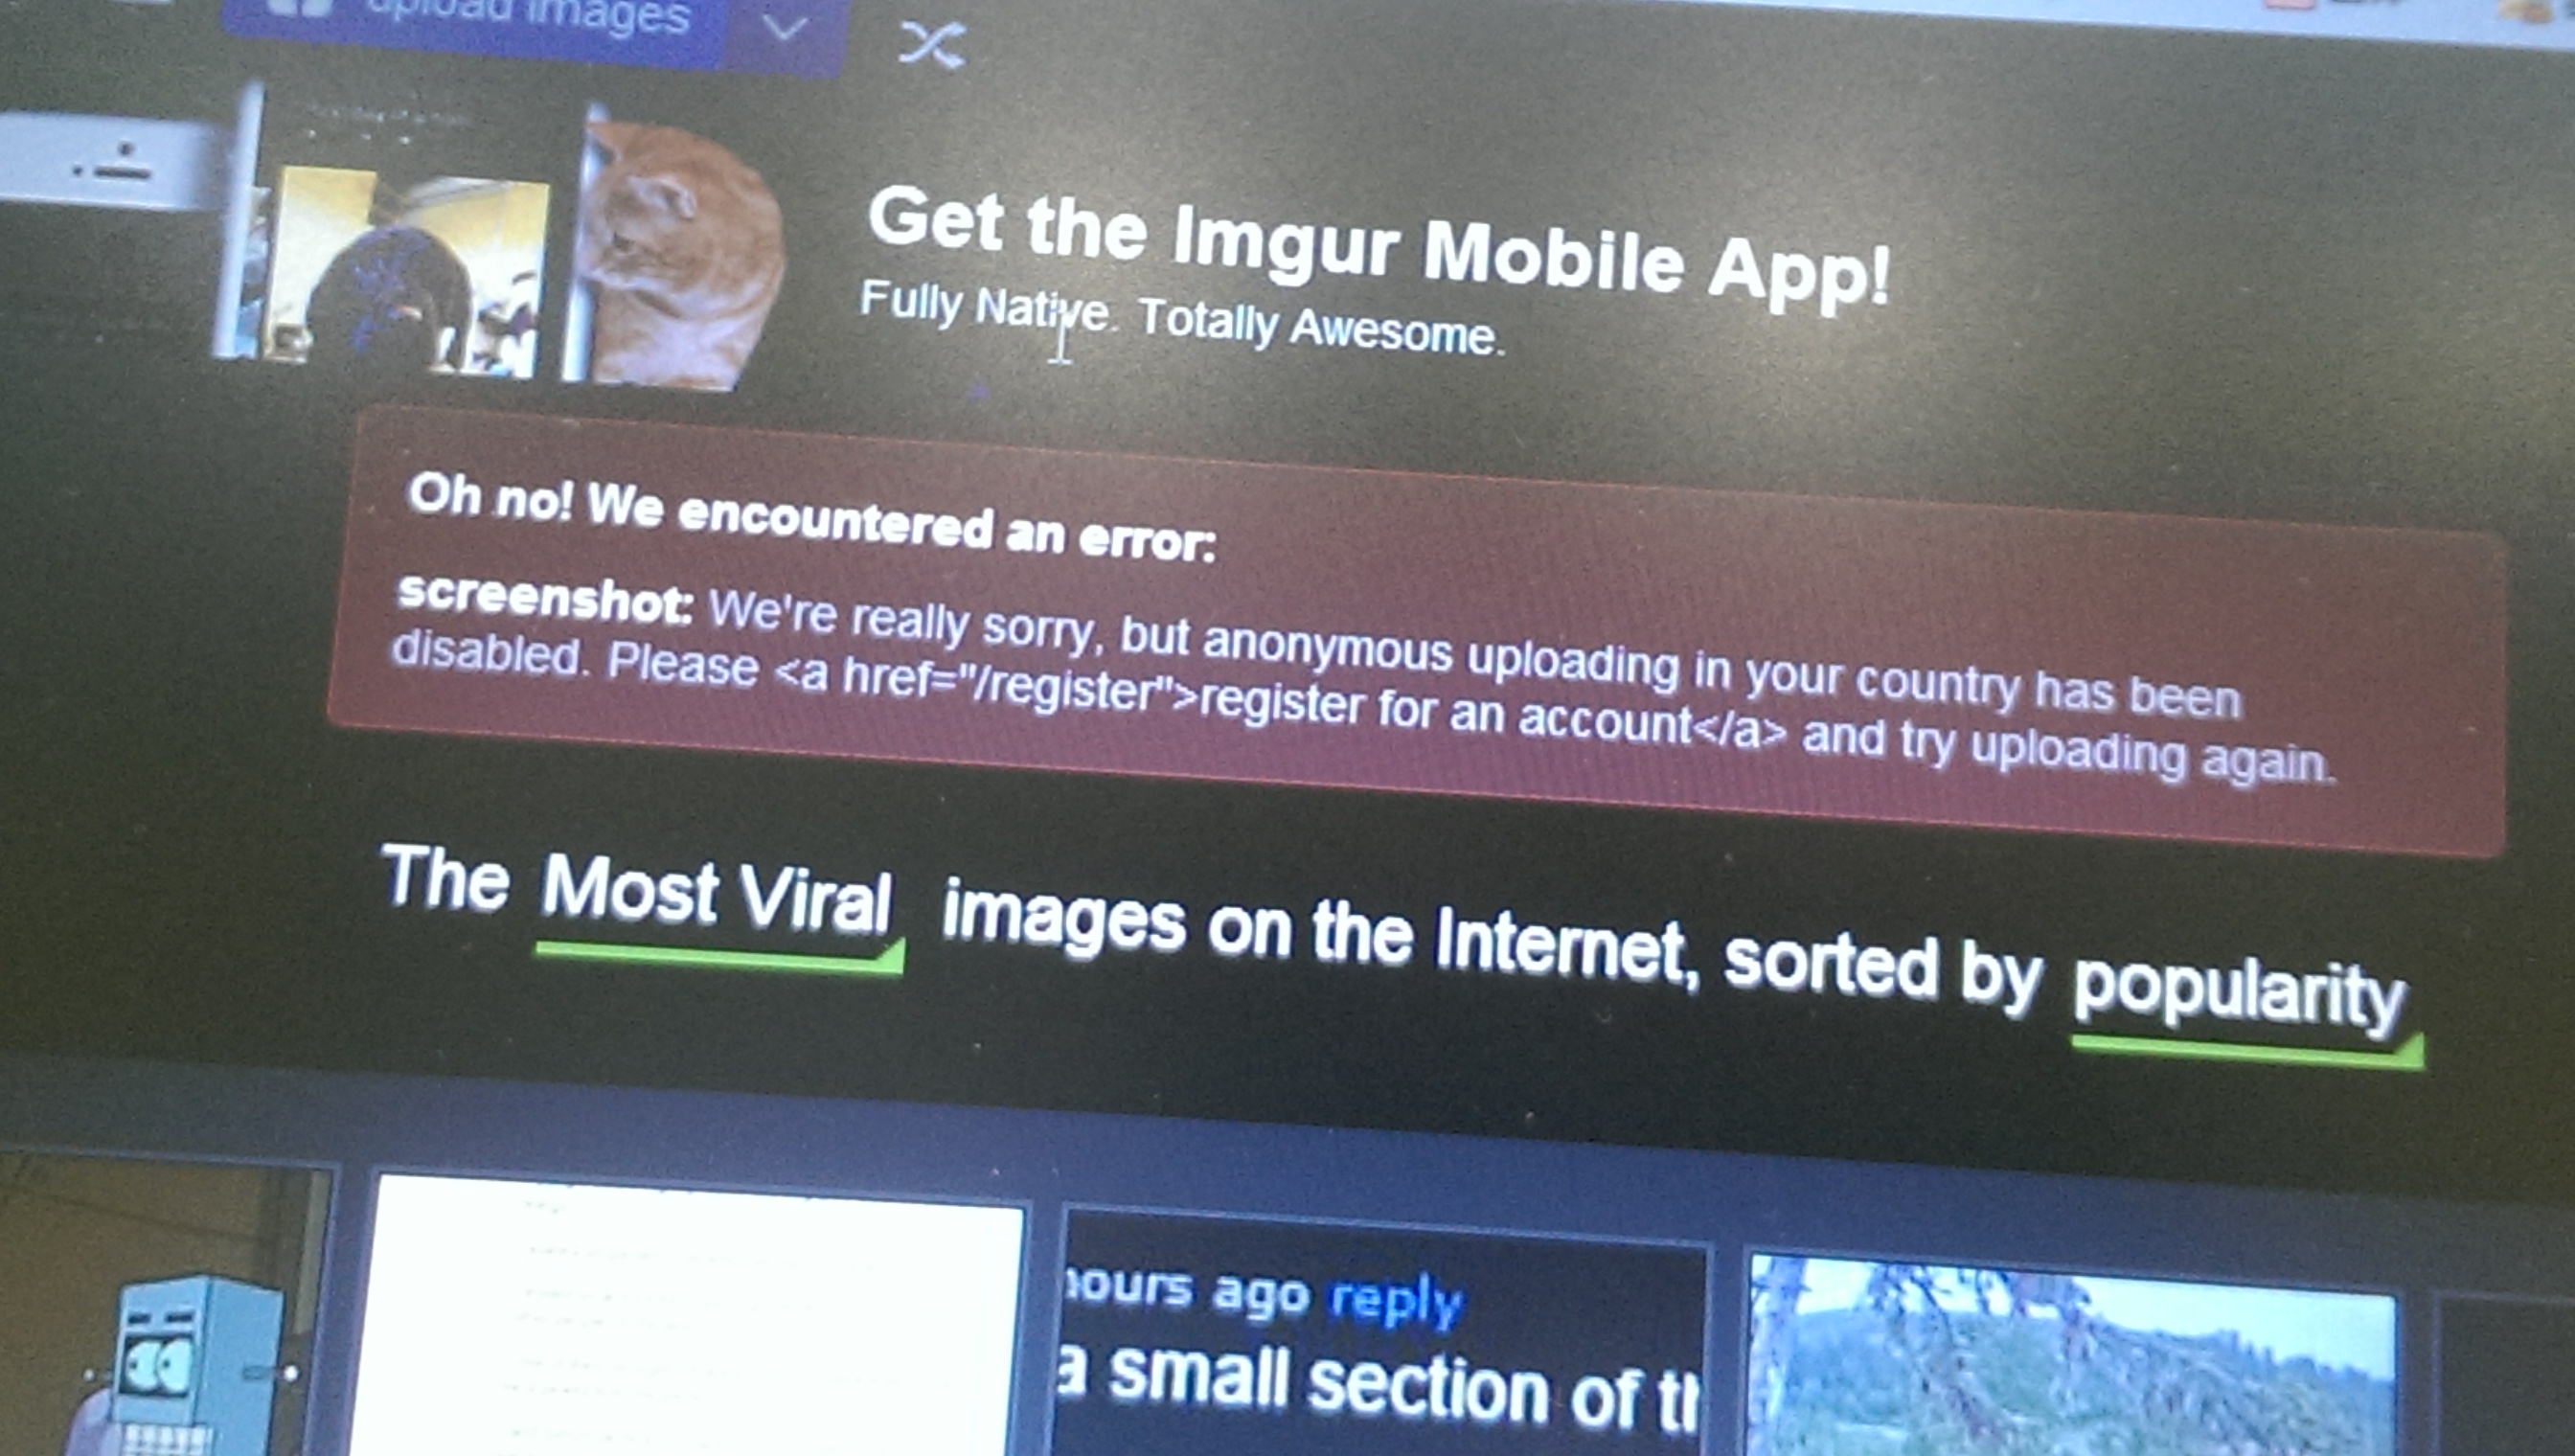 upload images
Get the Imgur Mobile App!
Fully Native. Totally Awesome.
Oh no! We encountered an error:
screenshot: We're really sorry, but anonymous uploading in your country has been
disabled. Please <a href="/register">register for an account</a> and try uploading again.
The Most Viral images on the Internet, sorted by popularity
ours ago reply
a small section of th